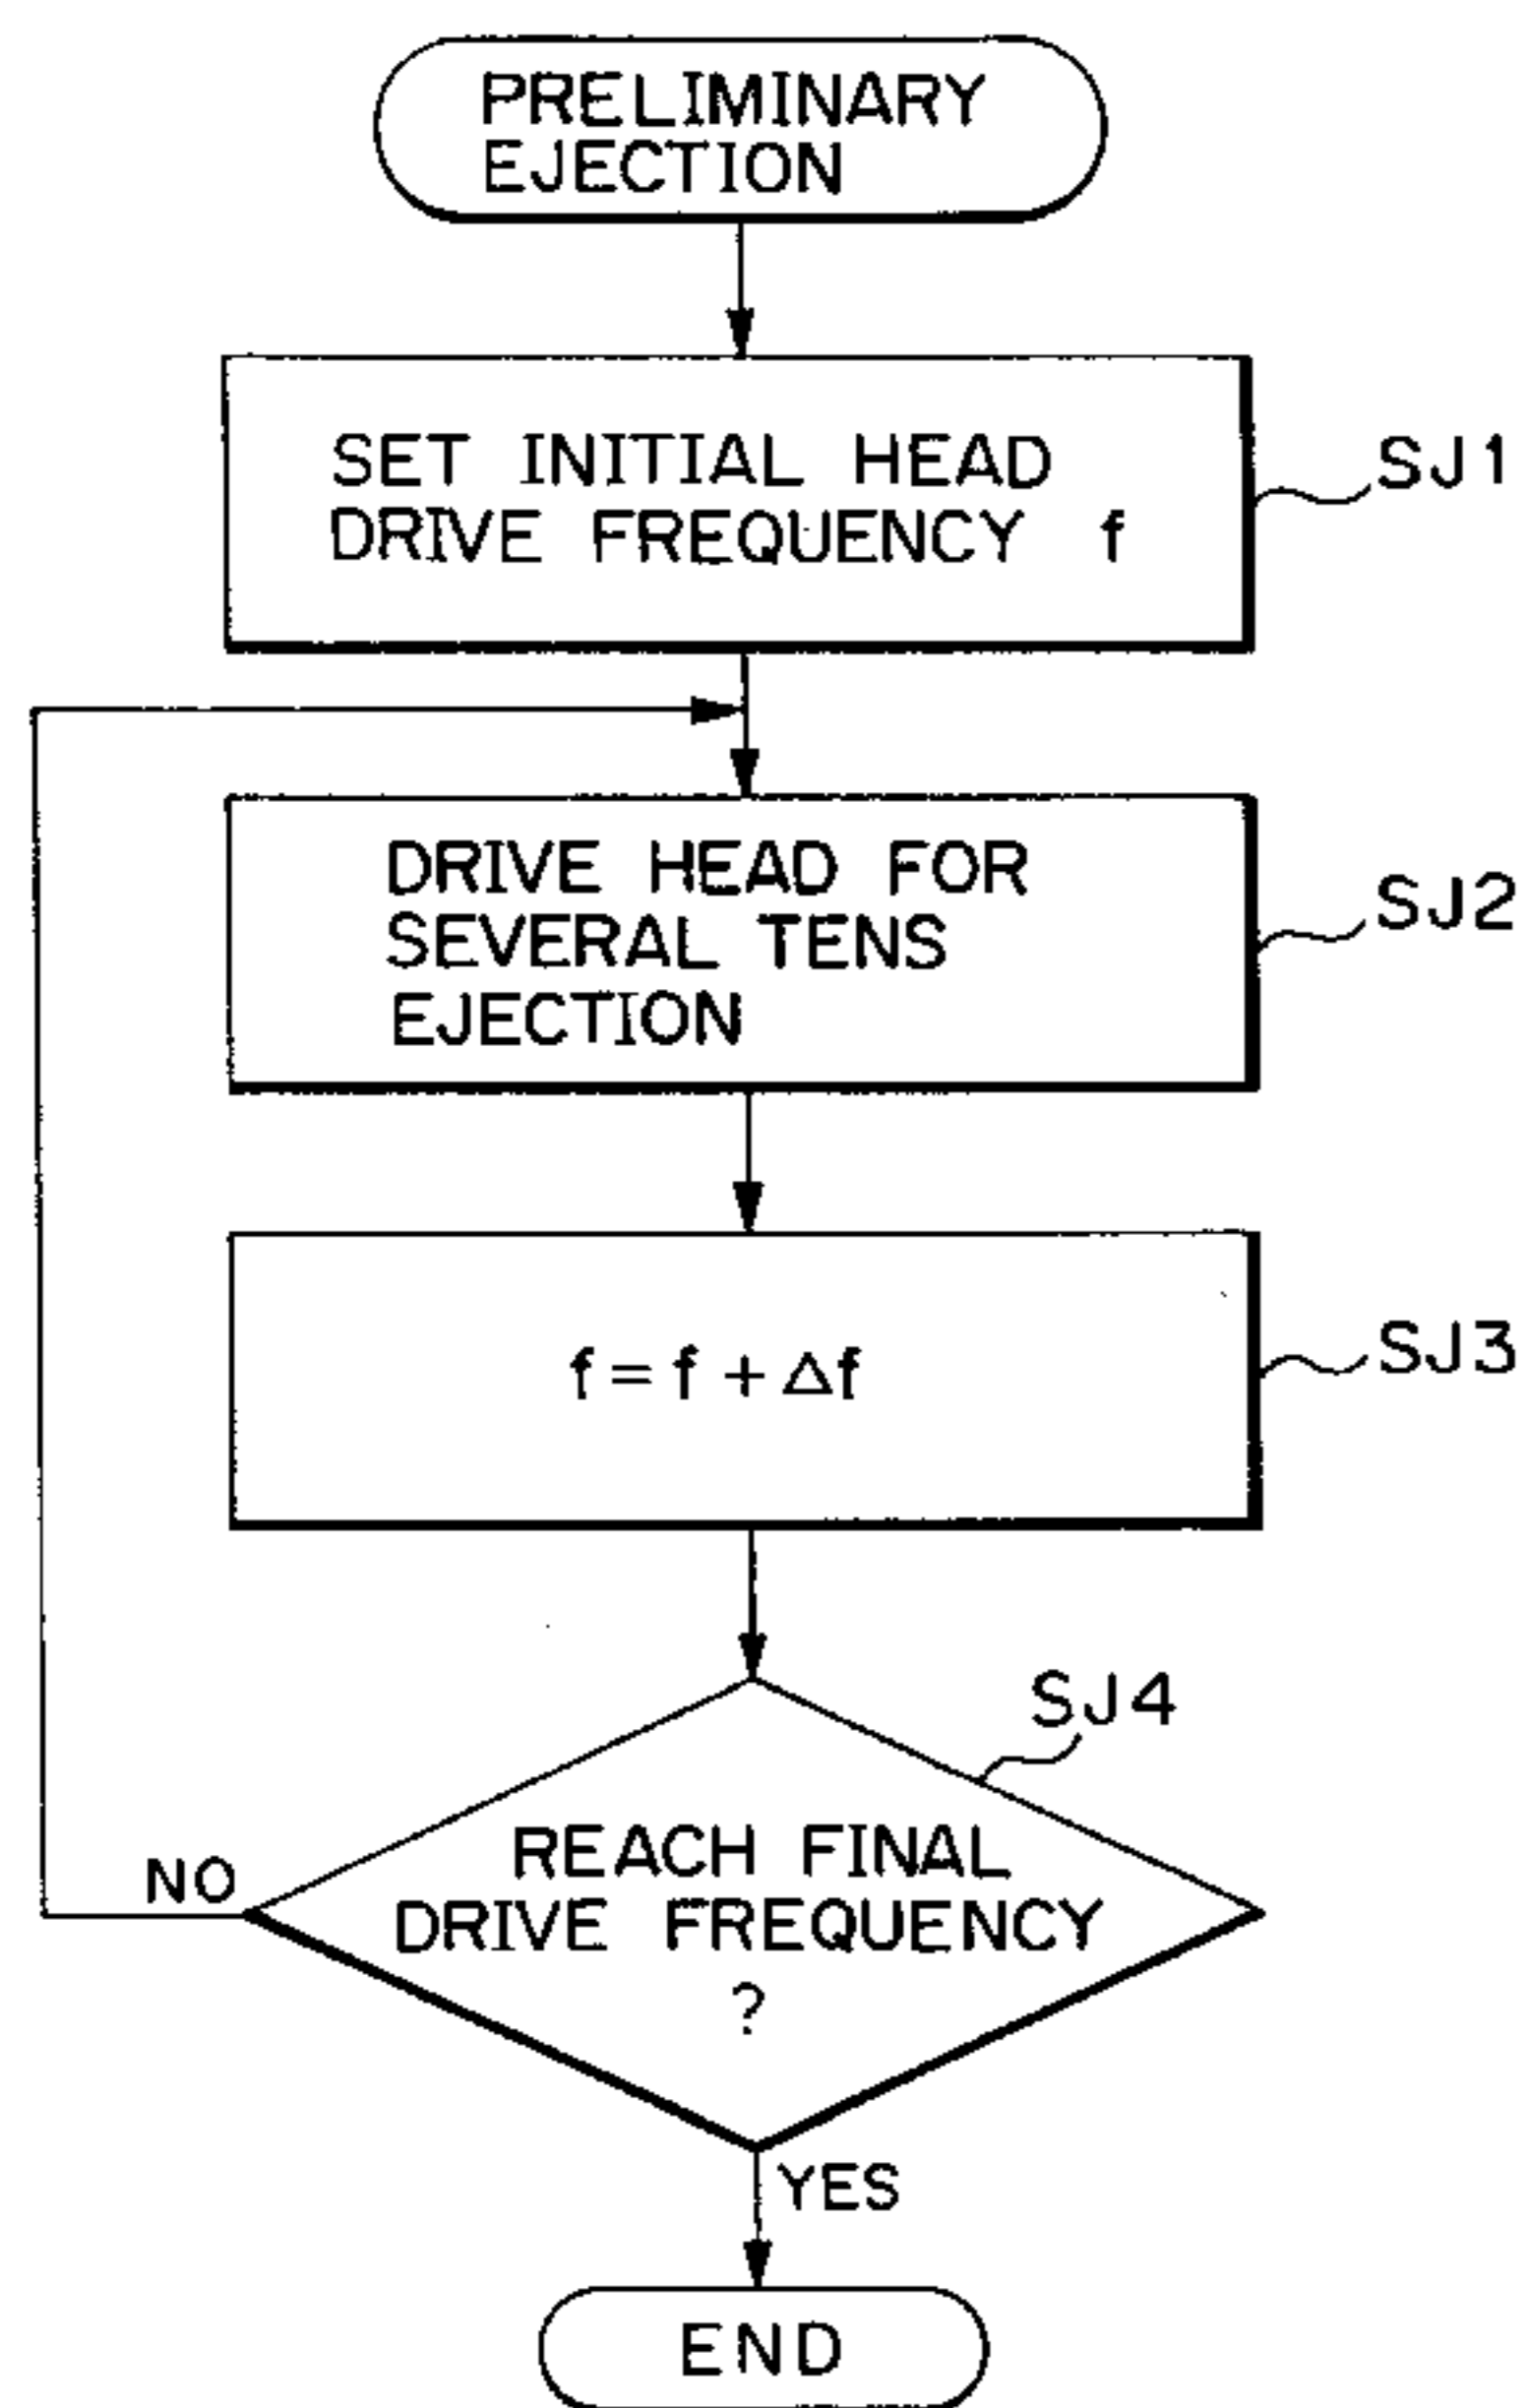 PRELIMINARY
EJECTION
SET INITIAL HEAD
DRIVE FREQUENCY f
SJ1
DRIVE HEAD FOR
SEVERAL TENS
EJECTION
SJ2
f = f + Δf
SJ3
SJ4
REACH FINAL
DRIVE FREQUENCY
?
NO
YES
END